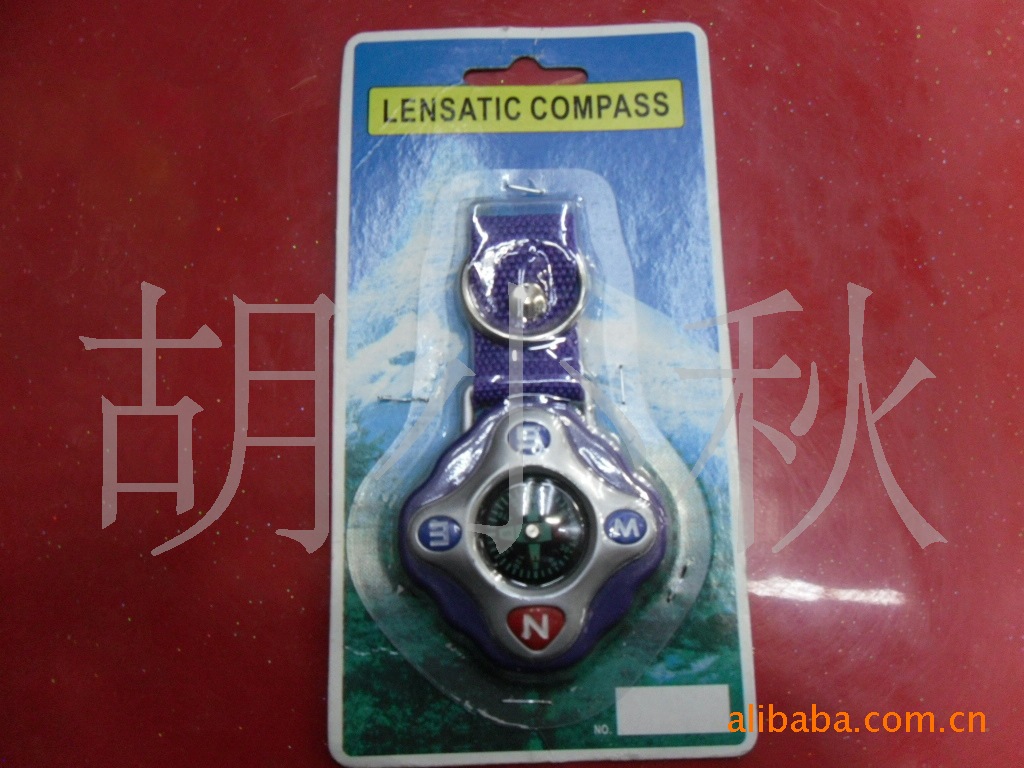 LENSATIC COMPASS
胡小秋
S
E W
N
NO.
alibaba.com.cn